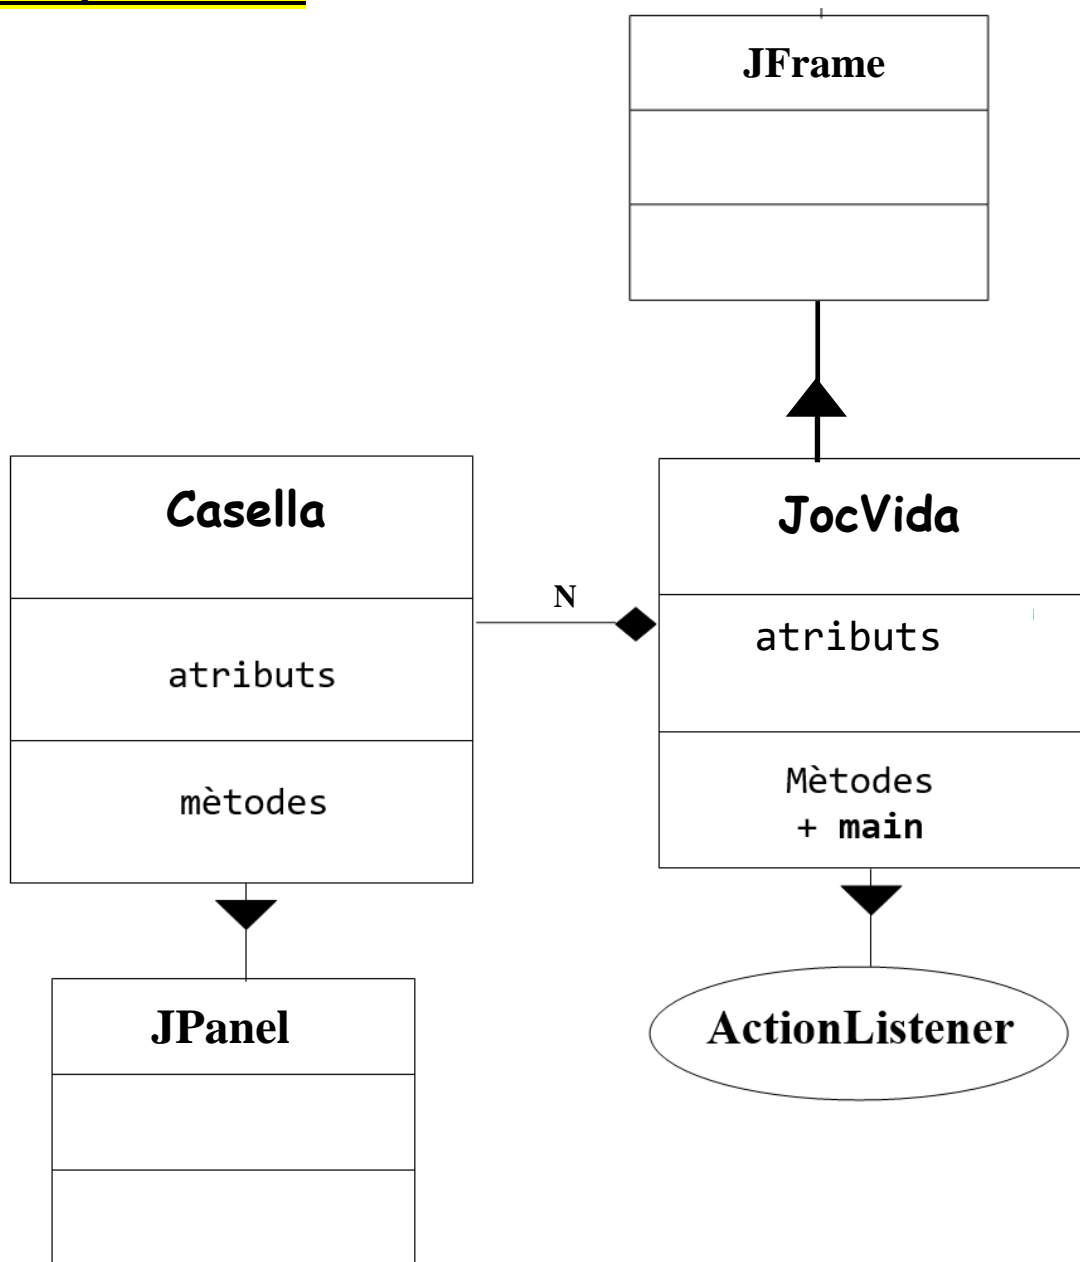 JFrame
Casella
JocVida
N
atributs
atributs
mètodes
Mètodes
+ main
JPanel
ActionListener